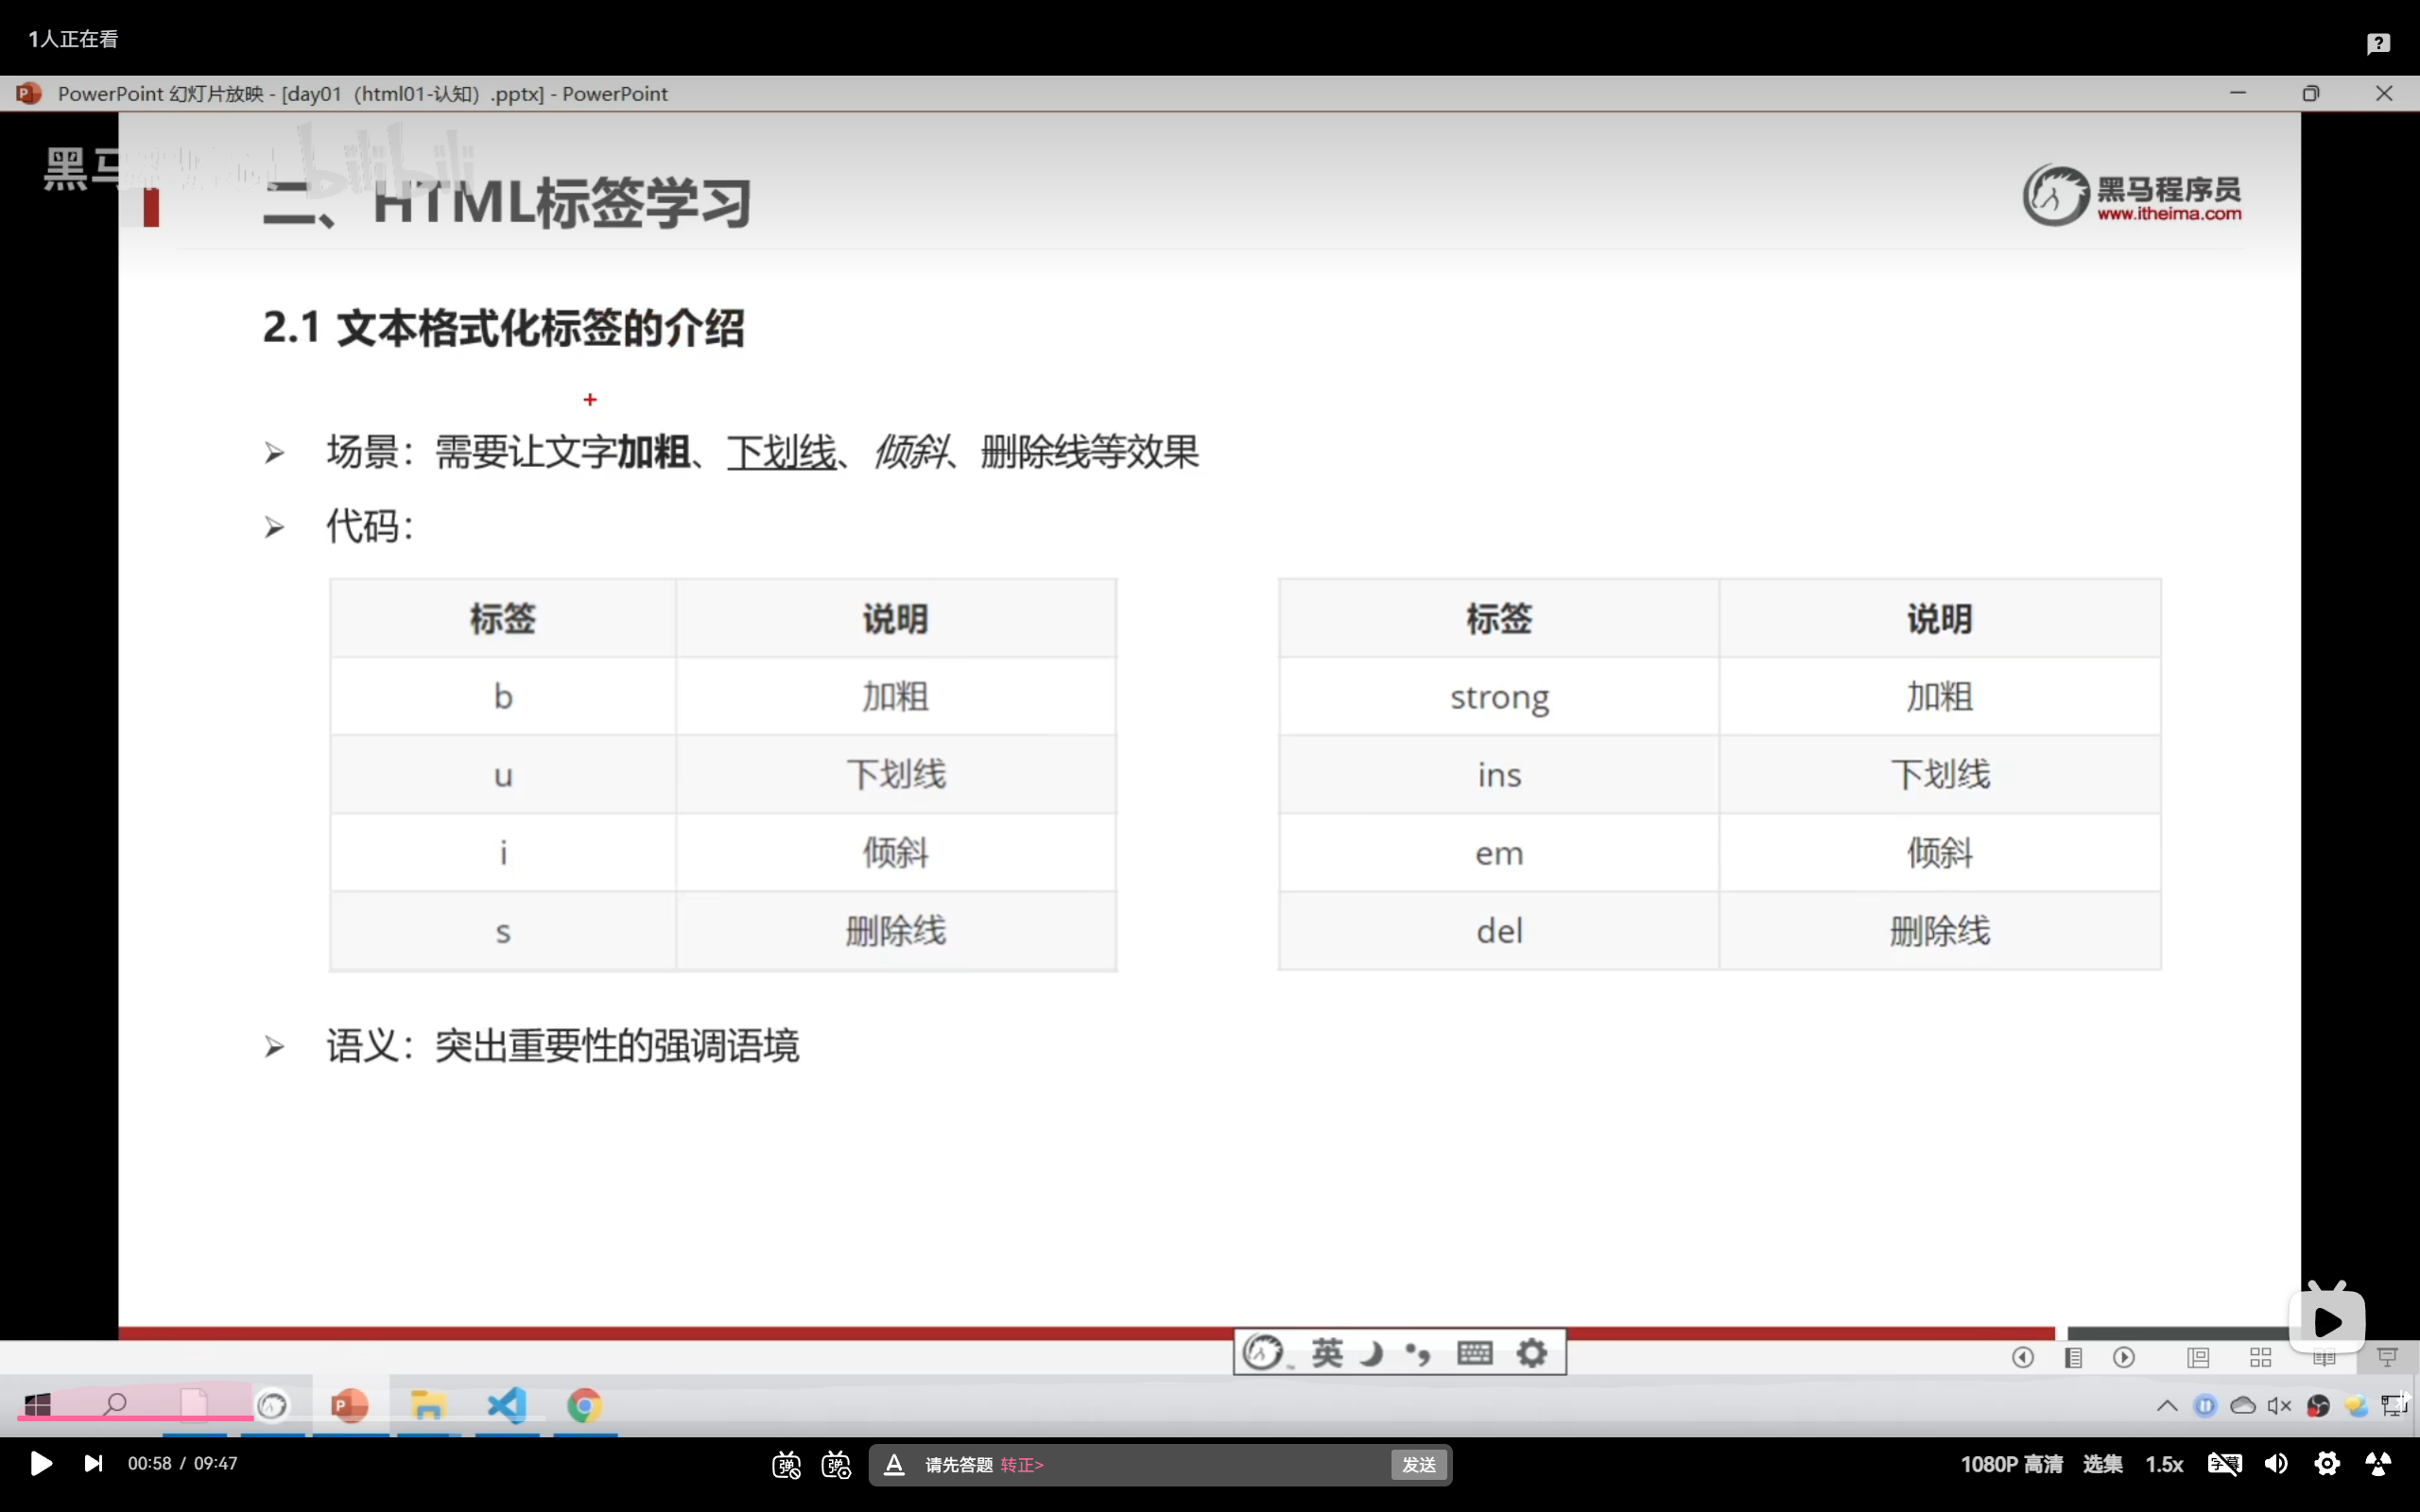 1人正在看
PowerPoint 幻灯片放映 - [day01（html01-认知）.pptx] - PowerPoint
黑马
bilibili
二、HTML标签学习
黑马程序员
www.itheima.com
2.1 文本格式化标签的介绍
场景：需要让文字加粗、下划线、倾斜、删除线等效果
代码：
标签 说明
b 加粗
u 下划线
i 倾斜
s 删除线
标签 说明
strong 加粗
ins 下划线
em 倾斜
del 删除线
语义：突出重要性的强调语境
英
00:58 / 09:47
弹
弹
请先答题 转正>
发送
1080P 高清
选集
1.5x
字幕